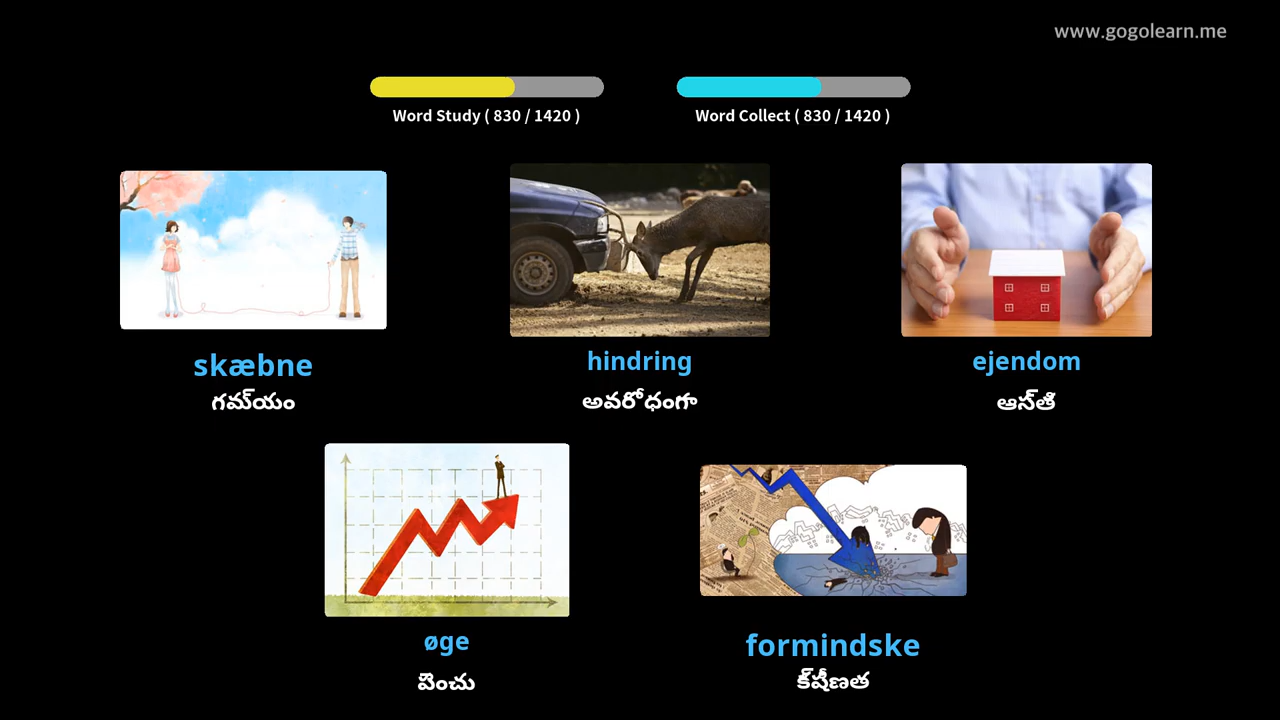 www.gogolearn.me
Word Study ( 830 / 1420 )
Word Collect ( 830 / 1420 )
skæbne
గమ్యం
hindring
అవరోధంగా
ejendom
ఆస్తి
øge
పెంచు
formindske
క్షీణత